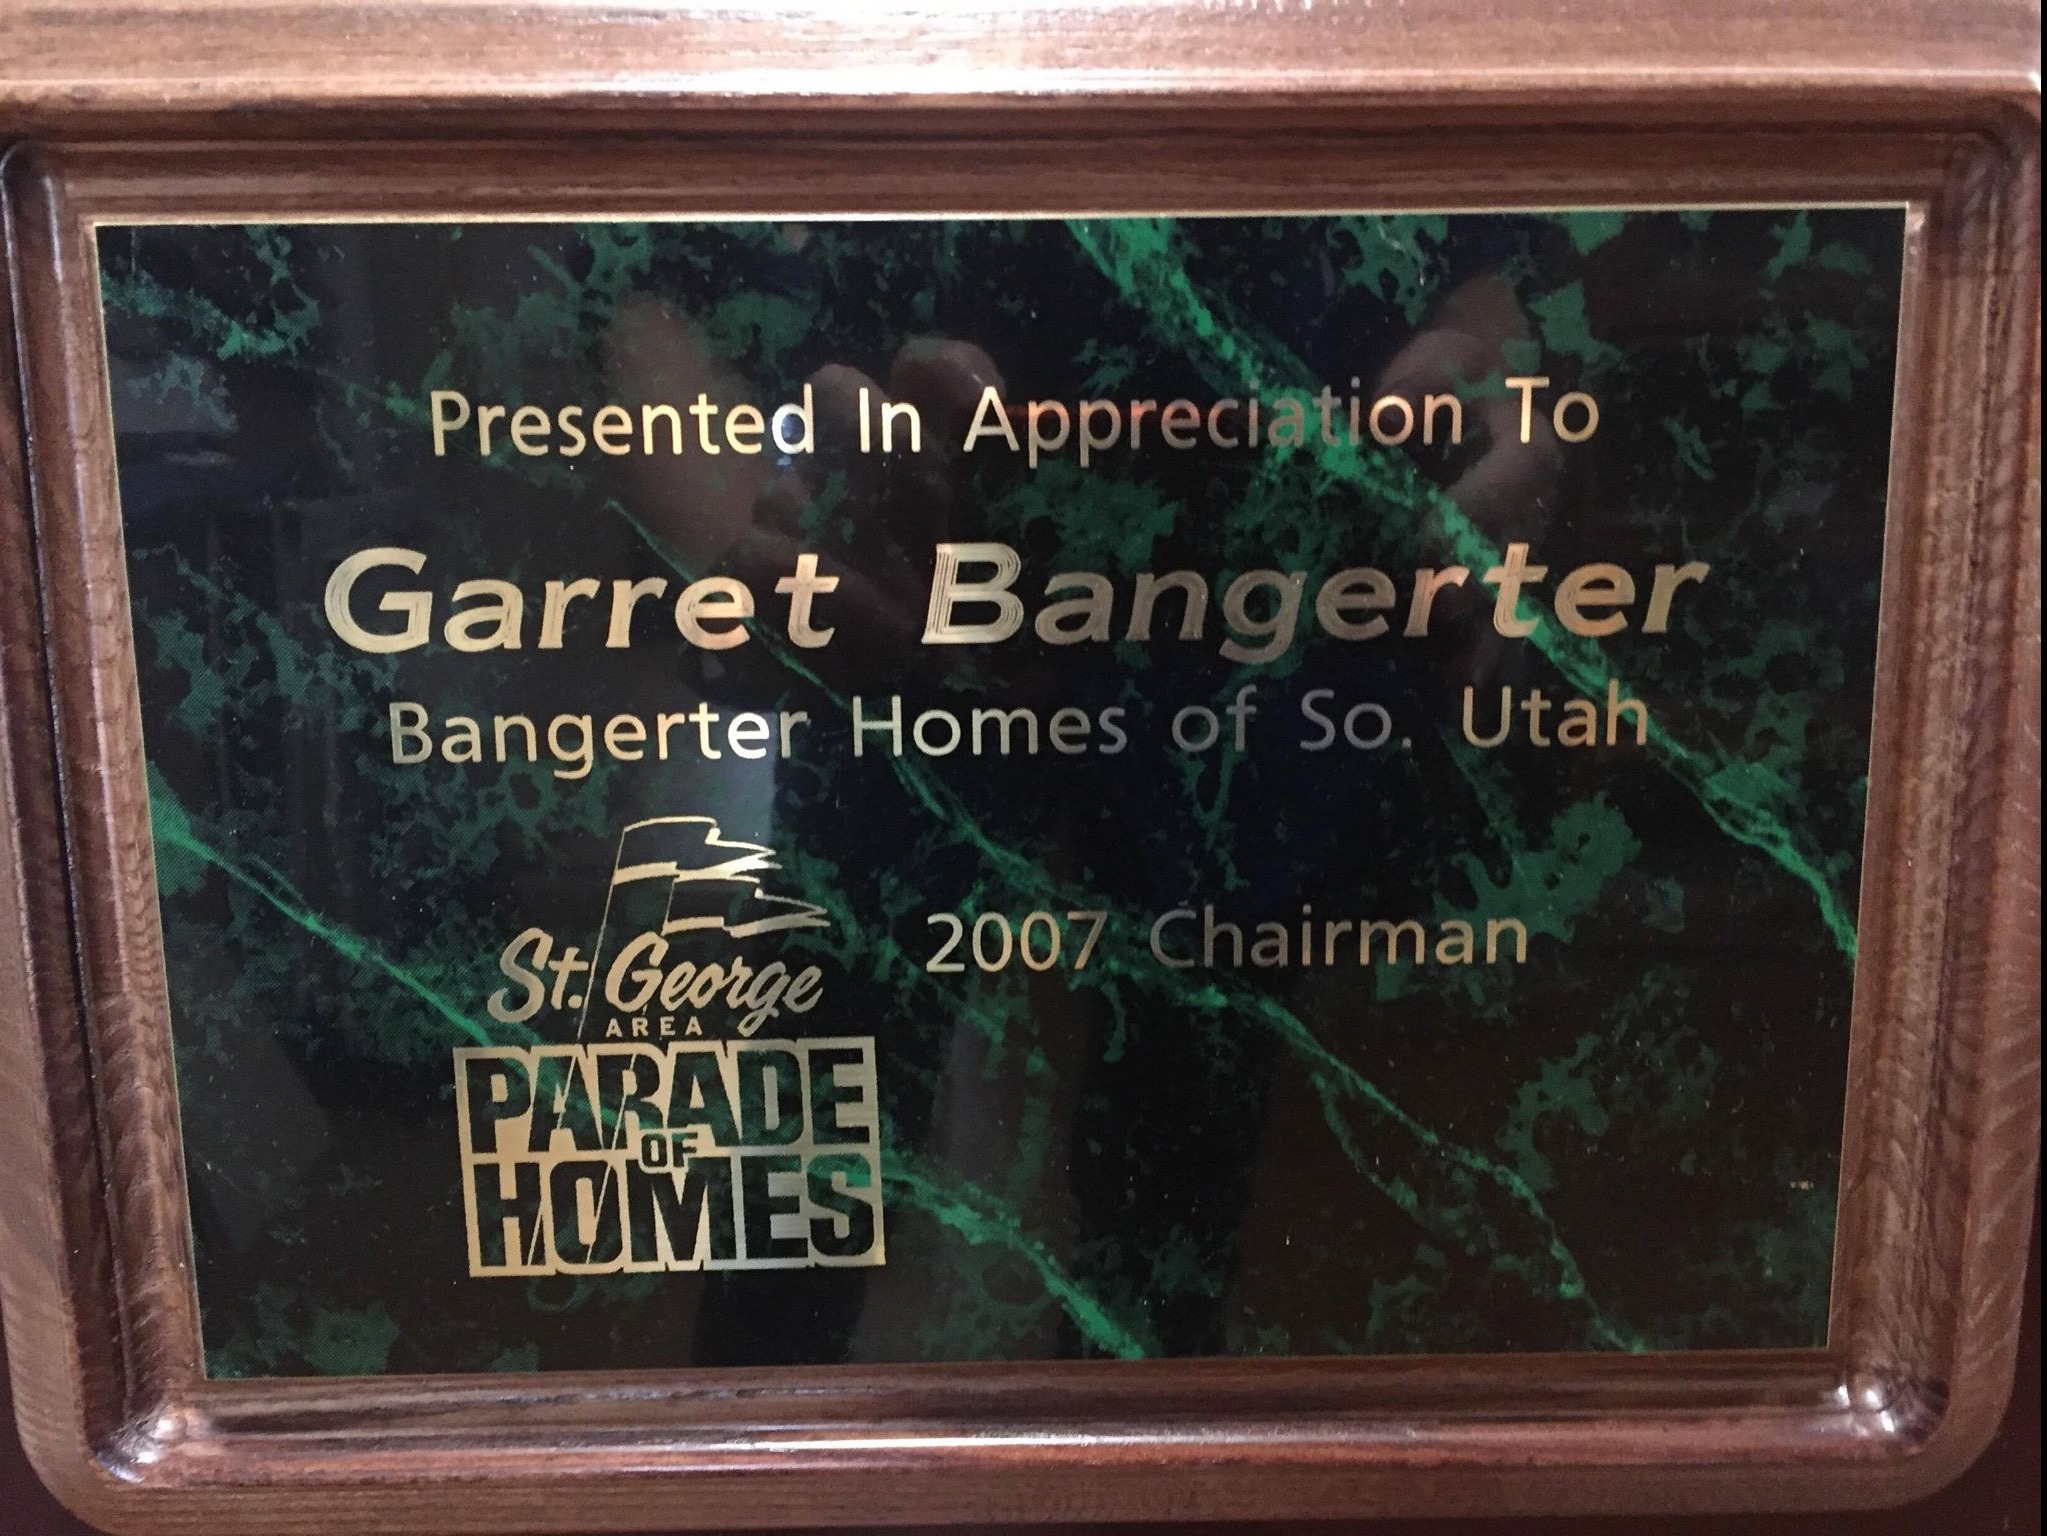 Presented In Appreciation To
Garret Bangerter
Bangerter Homes of So. Utah
2007 Chairman
St. George
AREA
PARADE
OF
HOMES